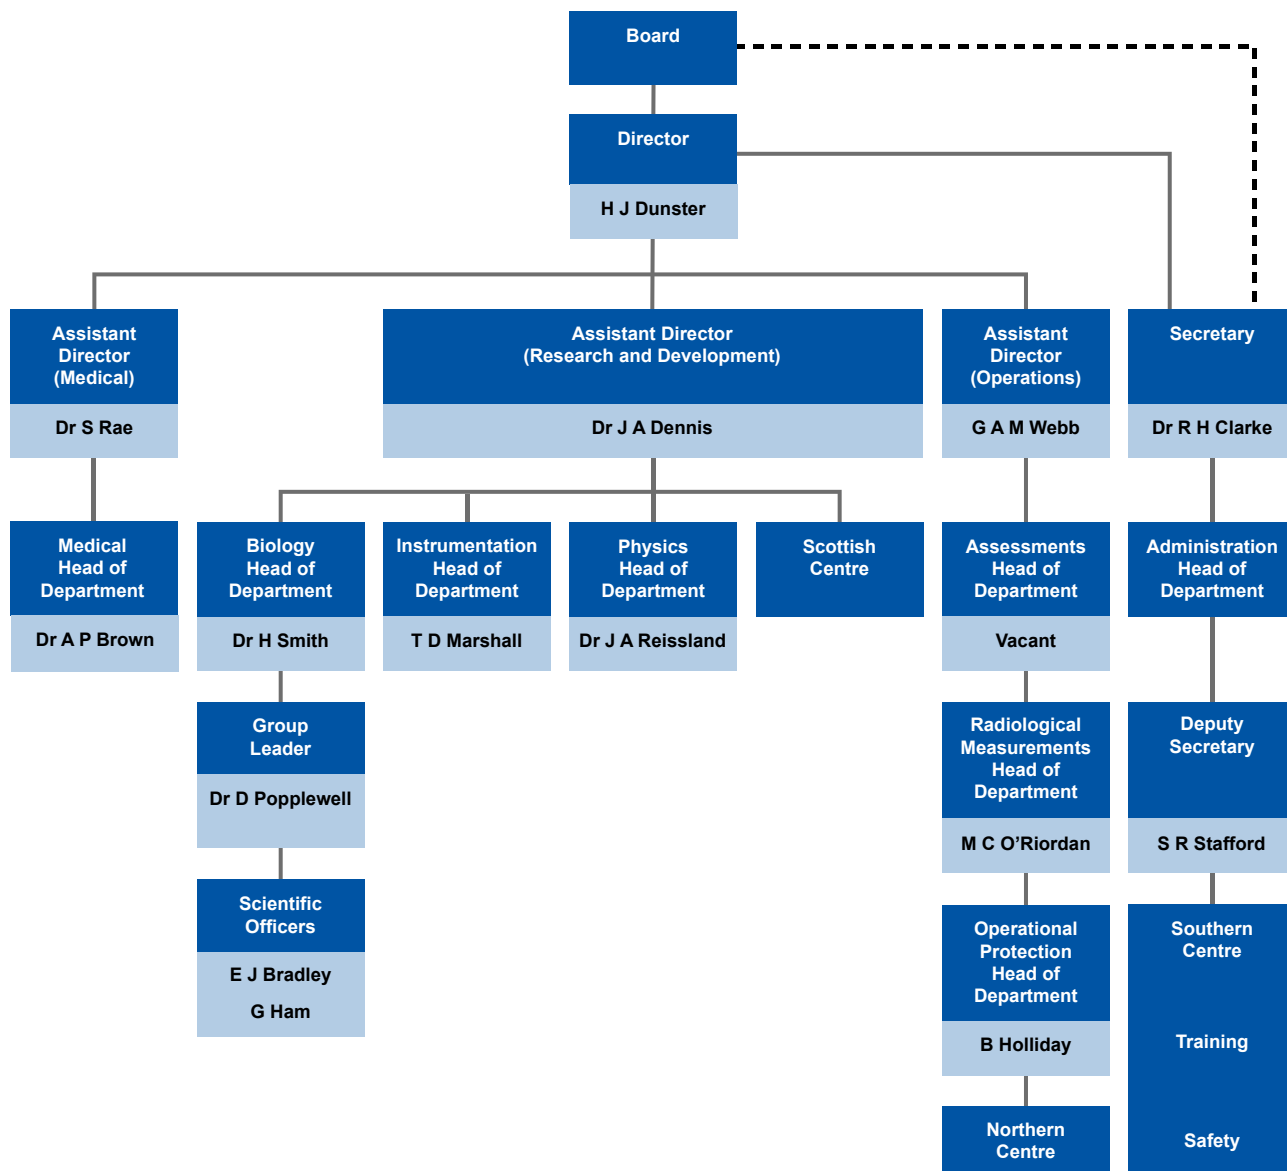 Board
Director
H J Dunster
Assistant
Director
(Medical)
Dr S Rae
Assistant Director
(Research and Development)
Dr J A Dennis
Assistant
Director
(Operations)
G A M Webb
Secretary
Dr R H Clarke
Medical
Head of
Department
Dr A P Brown
Biology
Head of
Department
Dr H Smith
Instrumentation
Head of
Department
T D Marshall
Physics
Head of
Department
Dr J A Reissland
Scottish
Centre
Assessments
Head of
Department
Vacant
Administration
Head of
Department
Group
Leader
Dr D Popplewell
Radiological
Measurements
Head of
Department
M C O’Riordan
Deputy
Secretary
S R Stafford
Scientific
Officers
E J Bradley
G Ham
Operational
Protection
Head of
Department
B Holliday
Northern
Centre
Southern
Centre
Training
Safety